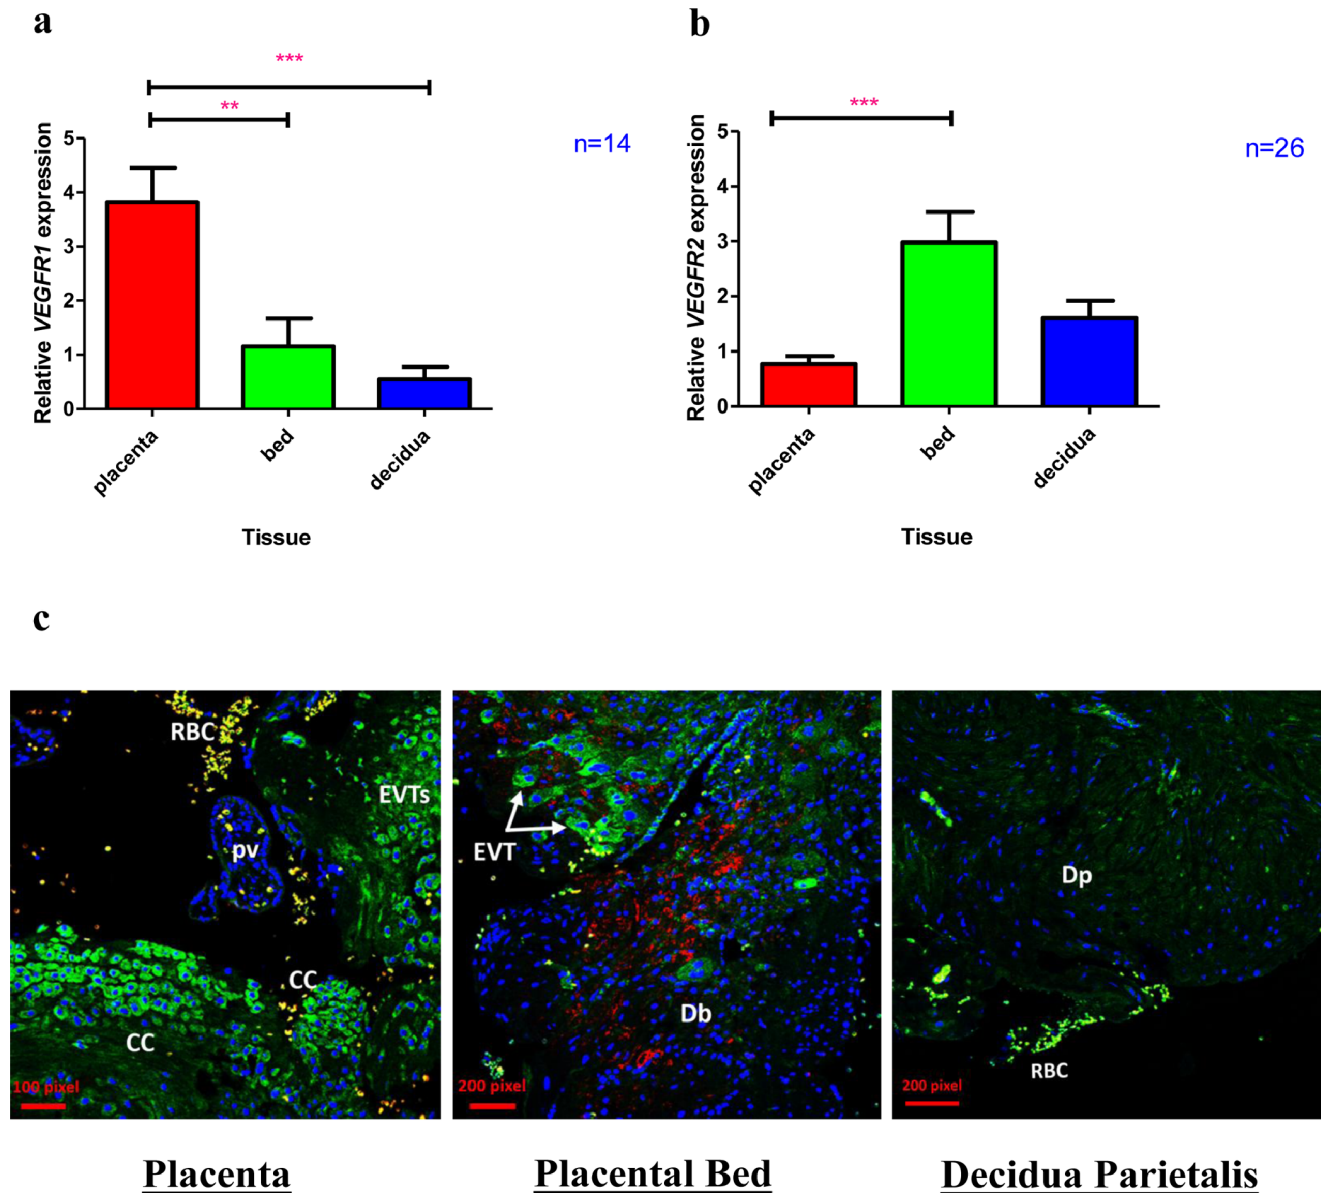 a
***
**
n=14
Relative VEGFR1 expression
5
4
3
2
1
0
placenta
bed
decidua
Tissue
b
***
n=26
Relative VEGFR2 expression
5
4
3
2
1
0
placenta
bed
decidua
Tissue
c
RBC
EVTs
pv
CC
CC
100 pixel
EVT
Db
200 pixel
Dp
RBC
200 pixel
Placenta
Placental Bed
Decidua Parietalis